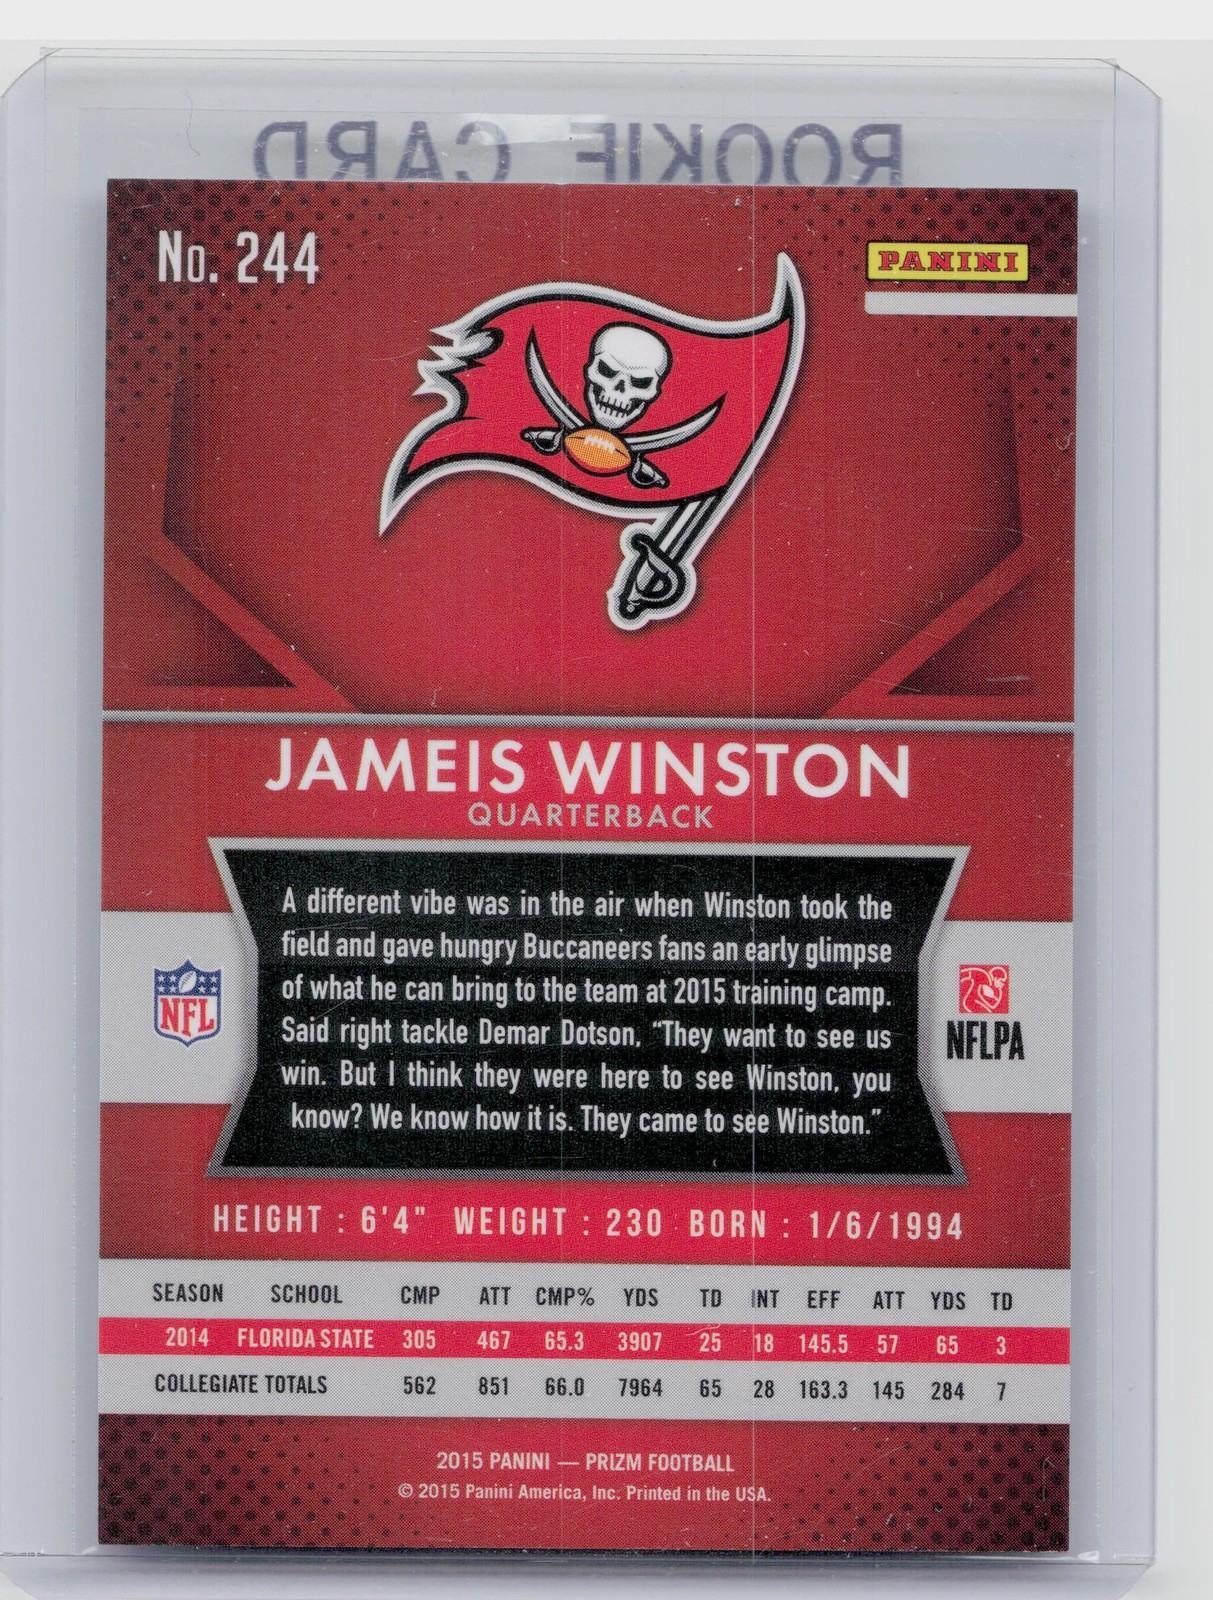 ROOKIE CARD
No. 244
PANINI
JAMEIS WINSTON
QUARTERBACK
A different vibe was in the air when Winston took the
field and gave hungry Buccaneers fans an early glimpse
of what he can bring to the team at 2015 training camp.
Said right tackle Demar Dotson, “They want to see us
win. But I think they were here to see Winston, you
know? We know how it is. They came to see Winston.”
NFL
NFLPA
HEIGHT : 6'4" WEIGHT : 230 BORN : 1/6/1994
SEASON SCHOOL CMP ATT CMP% YDS TD INT EFF ATT YDS TD
2014 FLORIDA STATE 305 467 65.3 3907 25 18 145.5 57 65 3
COLLEGIATE TOTALS 562 851 66.0 7964 65 28 163.3 145 284 7
2015 PANINI — PRIZM FOOTBALL
© 2015 Panini America, Inc. Printed in the USA.